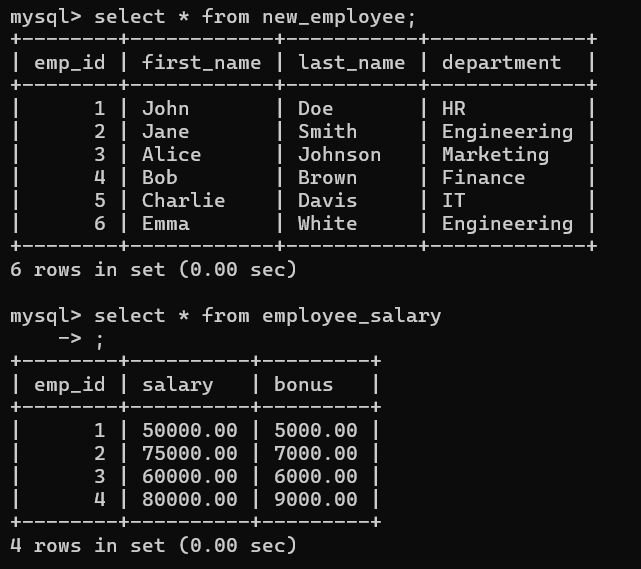 mysql> select * from new_employee;
+--------+------------+-----------+-------------+
| emp_id | first_name | last_name | department  |
+--------+------------+-----------+-------------+
|      1 | John       | Doe       | HR          |
|      2 | Jane       | Smith     | Engineering |
|      3 | Alice      | Johnson   | Marketing   |
|      4 | Bob        | Brown     | Finance     |
|      5 | Charlie    | Davis     | IT          |
|      6 | Emma       | White     | Engineering |
+--------+------------+-----------+-------------+
6 rows in set (0.00 sec)

mysql> select * from employee_salary
    -> ;
+--------+----------+---------+
| emp_id | salary   | bonus   |
+--------+----------+---------+
|      1 | 50000.00 | 5000.00 |
|      2 | 75000.00 | 7000.00 |
|      3 | 60000.00 | 6000.00 |
|      4 | 80000.00 | 9000.00 |
+--------+----------+---------+
4 rows in set (0.00 sec)